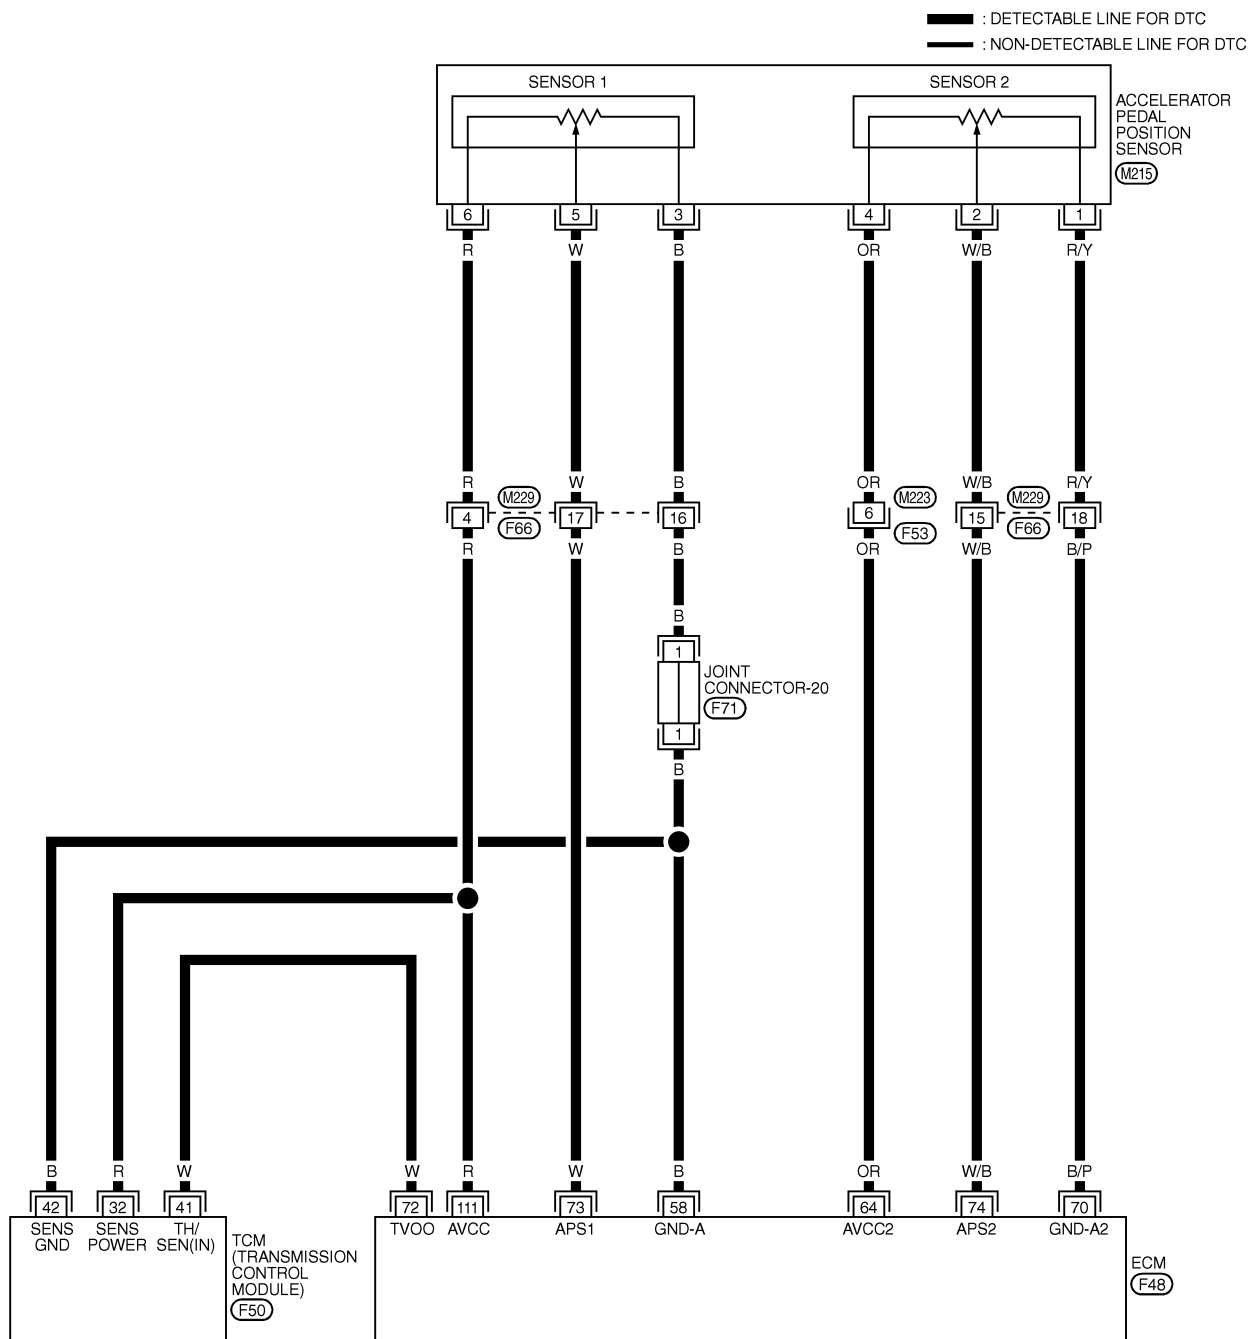 : DETECTABLE LINE FOR DTC
: NON-DETECTABLE LINE FOR DTC
SENSOR 1
SENSOR 2
ACCELERATOR
PEDAL
POSITION
SENSOR
M215
6 5 3 4 2 1
R W B OR W/B R/Y
R W B OR W/B R/Y
M229 M223 M229
4 17 16 6 15 18
F66 F53 F66
R W B OR W/B B/P
B
1
JOINT
CONNECTOR-20
F71
1
B
B R W W R W B OR W/B B/P
42 32 41 72 111 73 58 64 74 70
SENS
GND
SENS
POWER
TH/
SEN(IN)
TVOO AVCC APS1 GND-A AVCC2 APS2 GND-A2
TCM
(TRANSMISSION
CONTROL
MODULE)
F50
ECM
F48